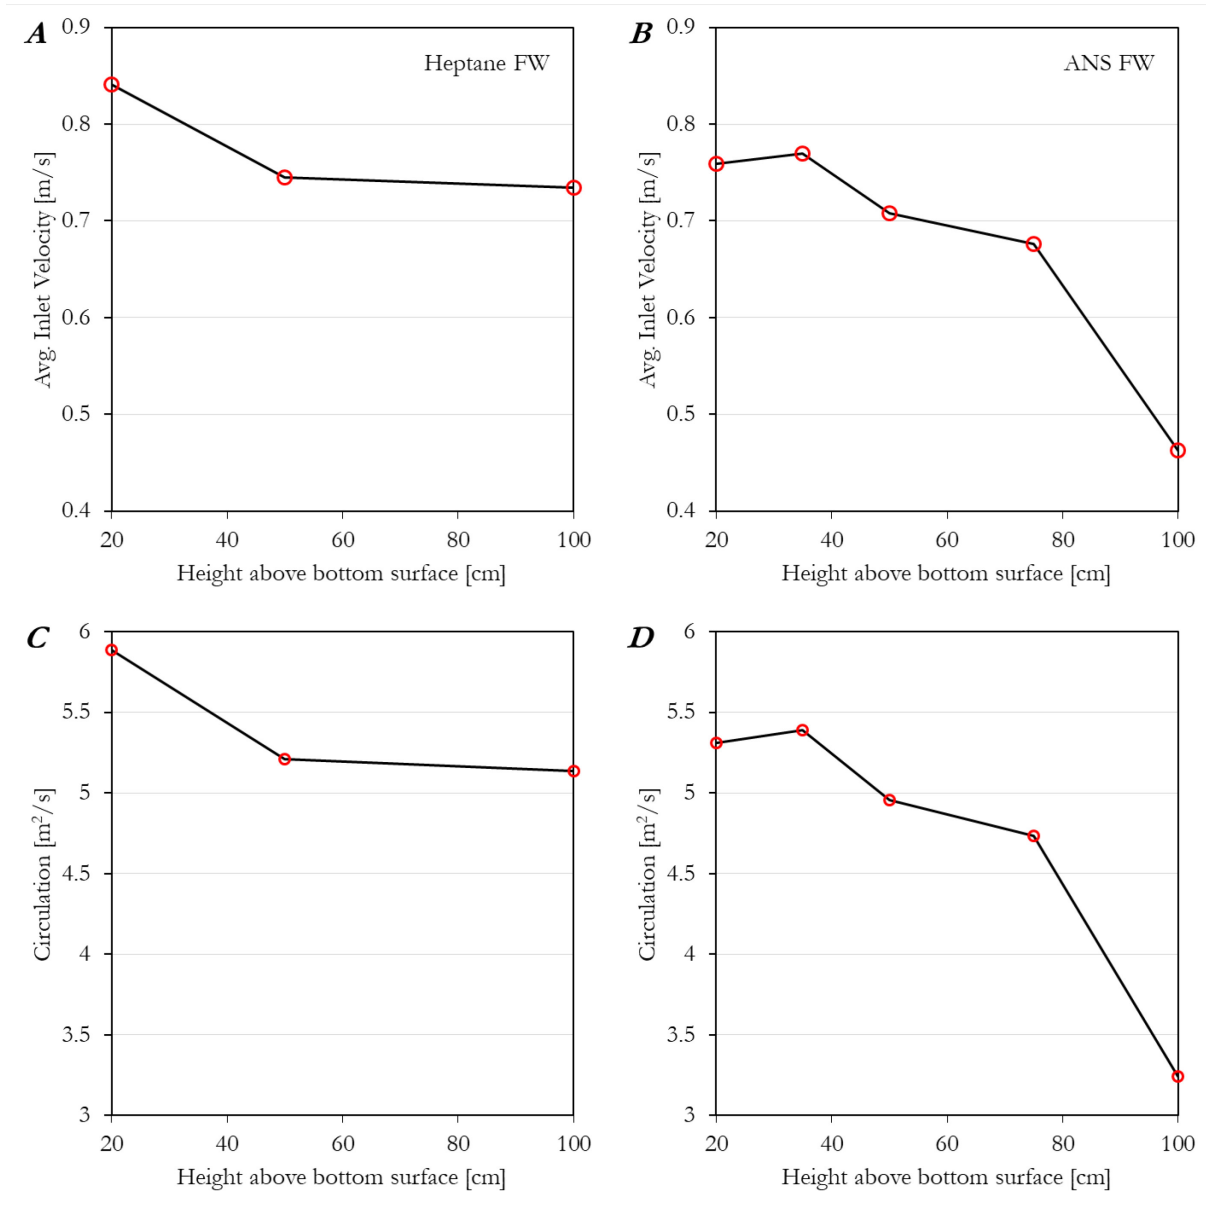 A
Heptane FW
Avg. Inlet Velocity [m/s]
0.9
0.8
0.7
0.6
0.5
0.4
20 40 60 80 100
Height above bottom surface [cm]
B
ANS FW
Avg. Inlet Velocity [m/s]
0.9
0.8
0.7
0.6
0.5
0.4
20 40 60 80 100
Height above bottom surface [cm]
C
Circulation [m²/s]
6
5.5
5
4.5
4
3.5
3
20 40 60 80 100
Height above bottom surface [cm]
D
Circulation [m²/s]
6
5.5
5
4.5
4
3.5
3
20 40 60 80 100
Height above bottom surface [cm]